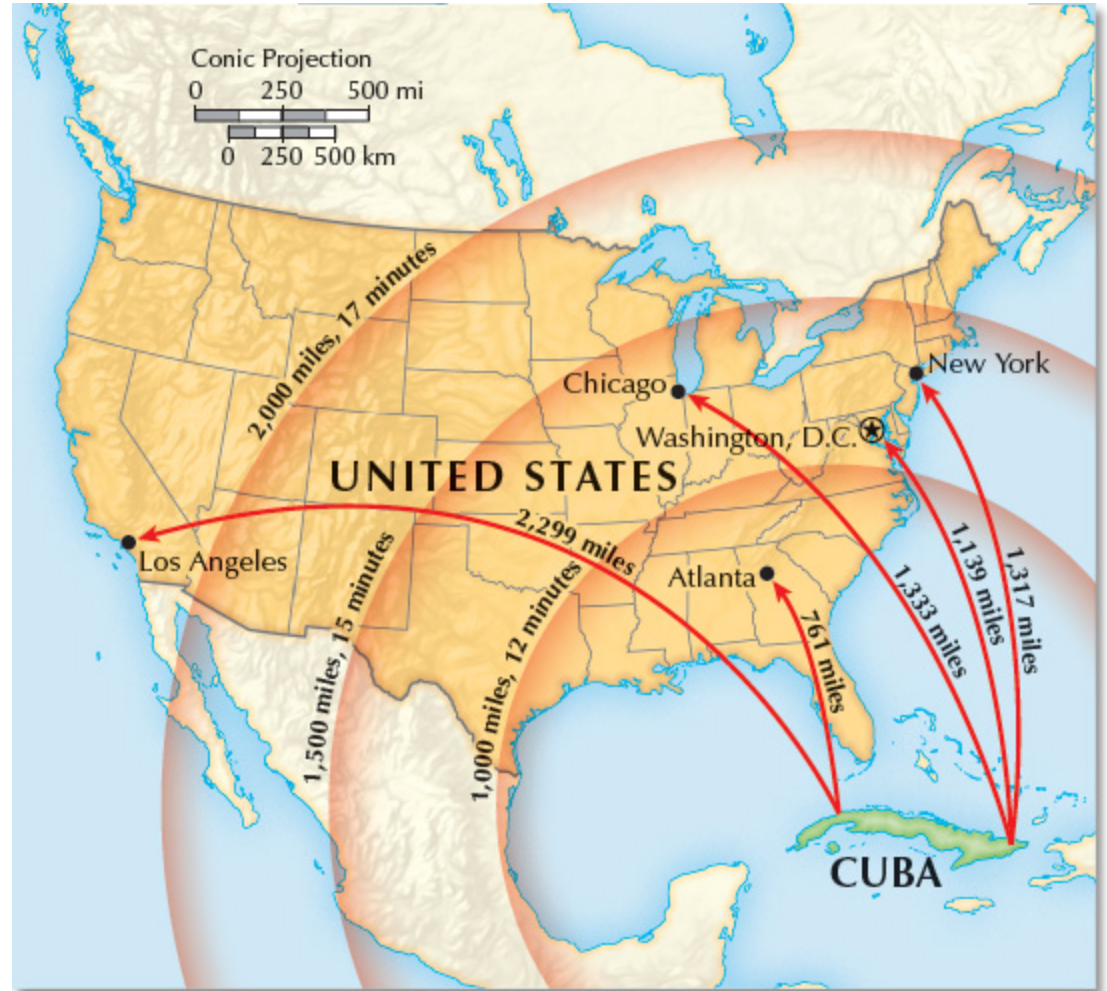 Conic Projection
0 250 500 mi
0 250 500 km
2,000 miles, 17 minutes
New York
Chicago
Washington, D.C.
UNITED STATES
2,299 miles
Los Angeles
1,500 miles, 15 minutes
1,000 miles, 12 minutes
Atlanta
761 miles
1,333 miles
1,139 miles
1,317 miles
CUBA